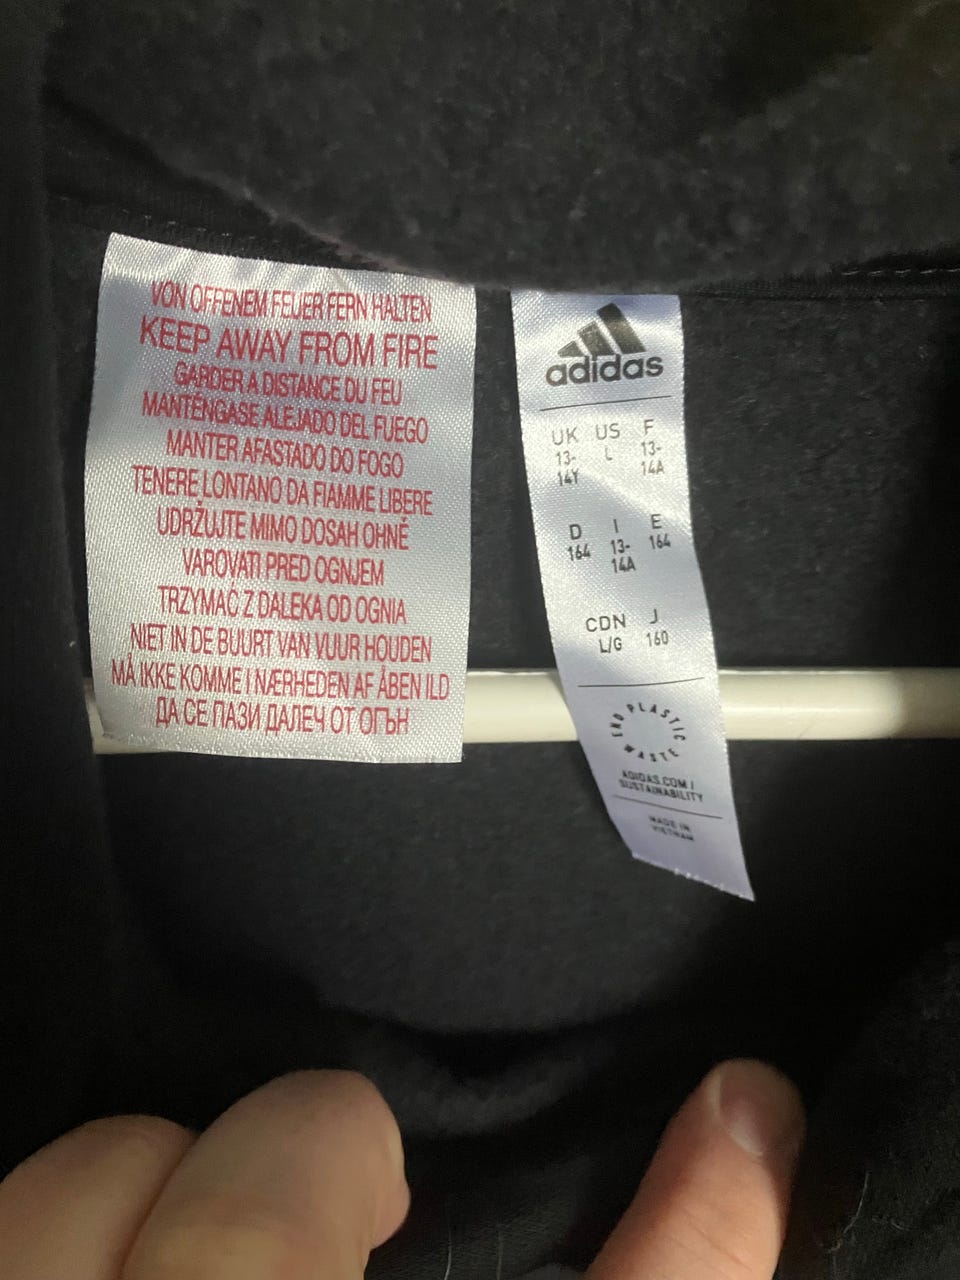 VON OFFENEM FEUER FERN HALTEN
KEEP AWAY FROM FIRE
GARDER A DISTANCE DU FEU
MANTÉNGASE ALEJADO DEL FUEGO
MANTER AFASTADO DO FOGO
TENERE LONTANO DA FIAMME LIBERE
UDRŽUJTE MIMO DOSAH OHNĚ
VAROVATI PRED OGNJEM
TRZYMAĆ Z DALEKA OD OGNIA
NIET IN DE BUURT VAN VUUR HOUDEN
MÅ IKKE KOMME I NÆRHEDEN AF ÅBEN ILD
ДА СЕ ПАЗИ ДАЛЕЧ ОТ ОГЪН
adidas
UK US F
13- L 13-
14Y 14A
D I E
164 13- 164
14A
CDN J
L/G 160
END PLASTIC WASTE
ADIDAS.COM /
SUSTAINABILITY
MADE IN
VIETNAM